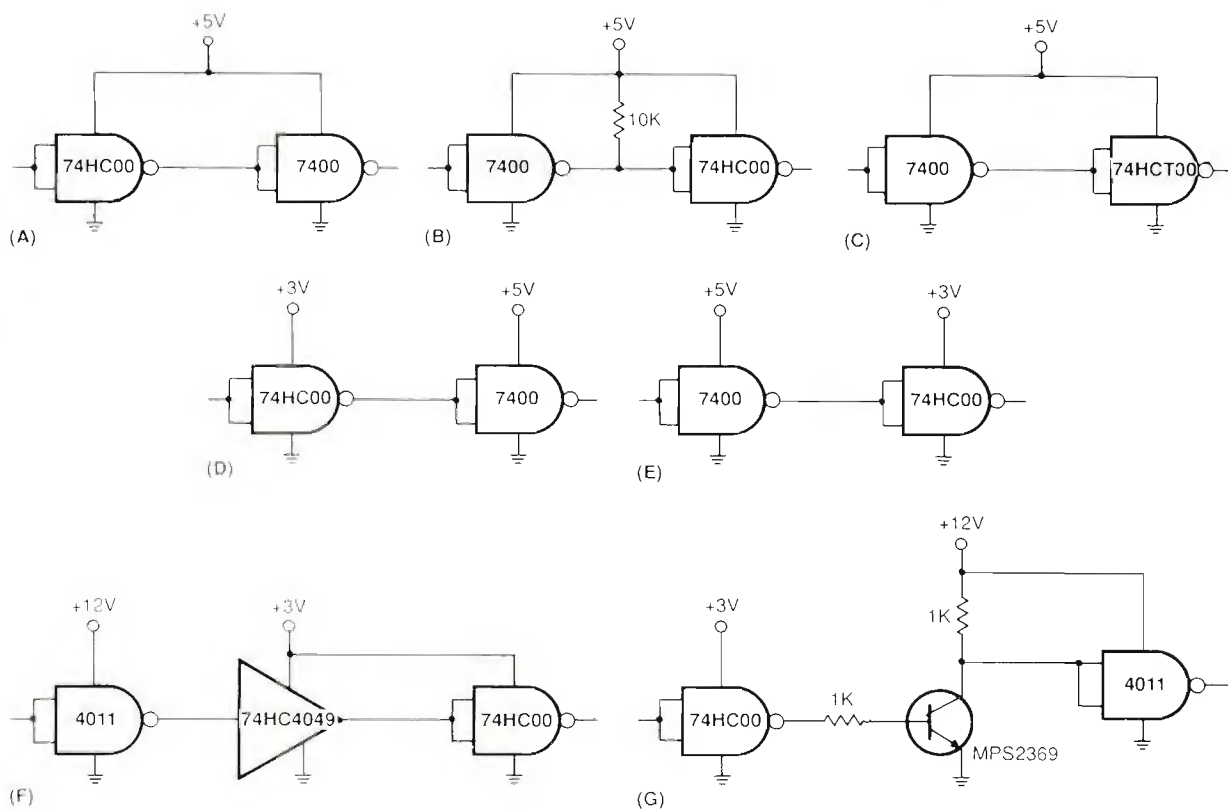 +5V
74HC00
7400
(A)
+5V
10K
7400
74HC00
(B)
+5V
7400
74HCT00
(C)
+3V
+5V
74HC00
7400
(D)
+5V
+3V
7400
74HC00
(E)
+12V
+3V
4011
74HC4049
74HC00
(F)
+12V
1K
+3V
74HC00
1K
4011
MPS2369
(G)